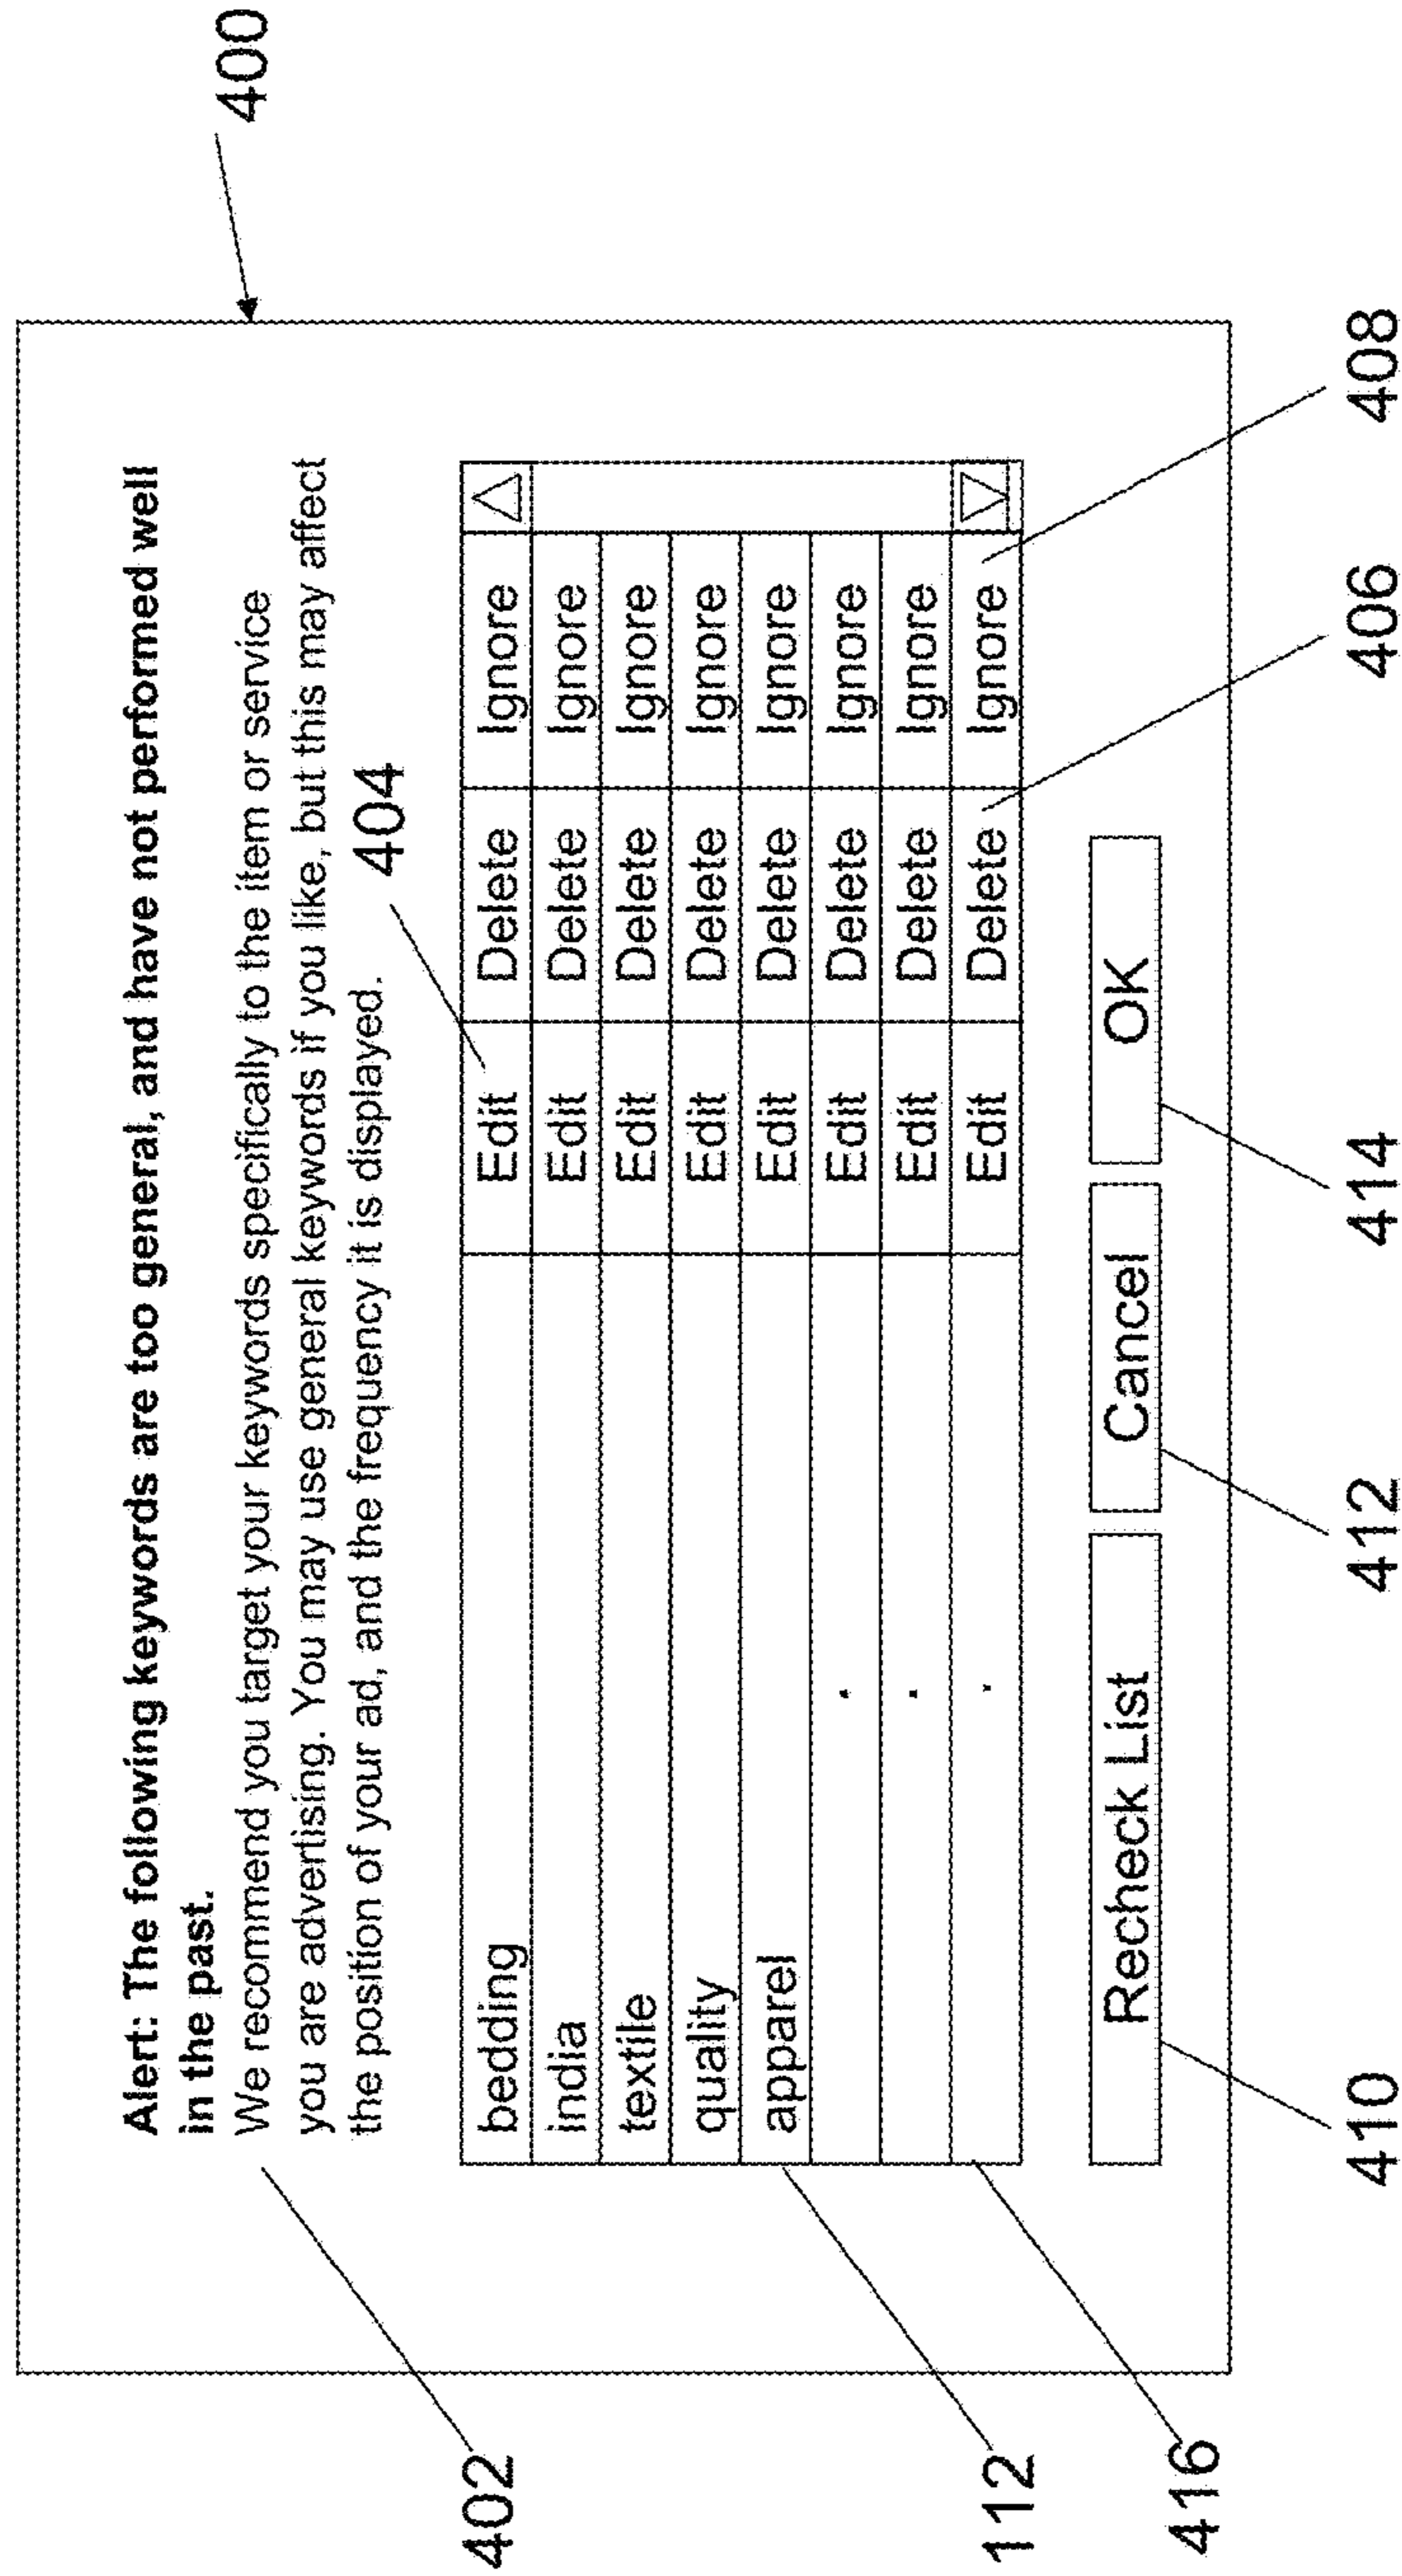 400
Alert: The following keywords are too general, and have not performed well
in the past.
We recommend you target your keywords specifically to the item or service
you are advertising. You may use general keywords if you like, but this may affect
the position of your ad, and the frequency it is displayed.
402
404
bedding Edit Delete Ignore
india Edit Delete Ignore
textile Edit Delete Ignore
quality Edit Delete Ignore
apparel Edit Delete Ignore
. Edit Delete Ignore
. Edit Delete Ignore
. Edit Delete Ignore
112
416
Recheck List Cancel OK
410 412 414 406 408